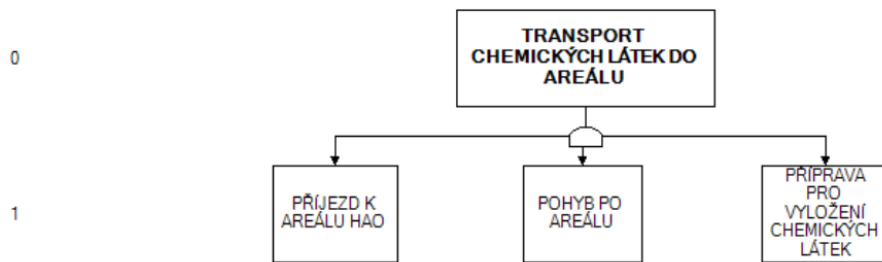 0
TRANSPORT
CHEMICKÝCH LÁTEK DO
AREÁLU
1
PŘÍJEZD K
AREÁLU HAO
POHYB PO
AREÁLU
PŘÍPRAVA
PRO
VYLOŽENÍ
CHEMICKÝCH
LÁTEK